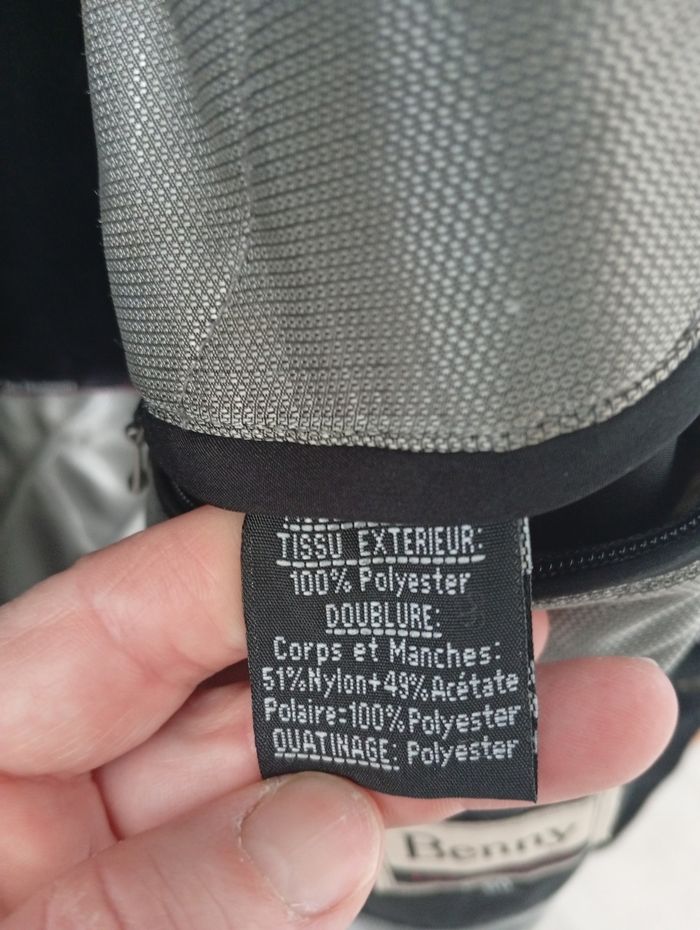 TISSU EXTERIEUR:
100% Polyester
DOUBLURE:
Corps et Manches:
51%Nylon+49%Acétate
Polaire:100%Polyester
OUATINAGE: Polyester
Benny